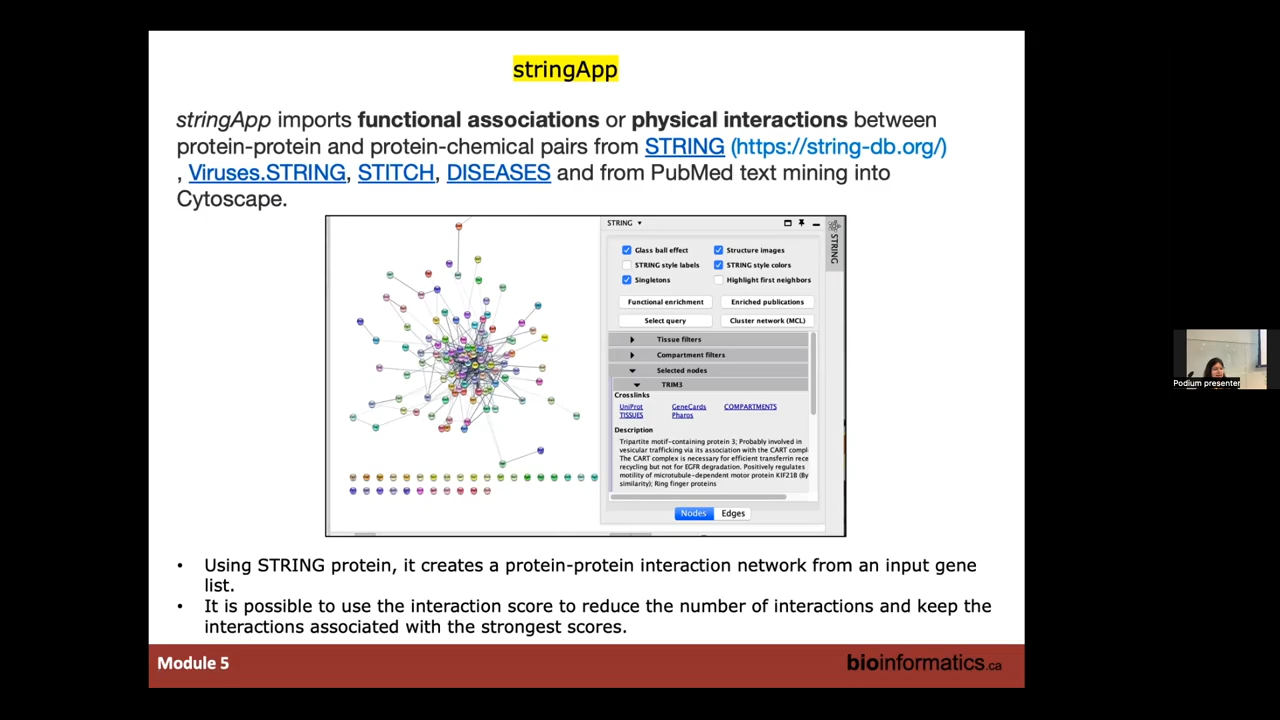 stringApp
stringApp imports functional associations or physical interactions between
protein-protein and protein-chemical pairs from STRING (https://string-db.org/)
, Viruses.STRING, STITCH, DISEASES and from PubMed text mining into
Cytoscape.
STRING
STRING
Glass ball effect
Structure images
STRING style labels
STRING style colors
Singletons
Highlight first neighbors
Functional enrichment
Enriched publications
Select query
Cluster network (MCL)
Tissue filters
Compartment filters
Selected nodes
TRIM3
Crosslinks
UniProt GeneCards COMPARTMENTS
TISSUES Pharos
Description
Tripartite motif-containing protein 3; Probably involved in
vesicular trafficking via its association with the CART compl
The CART complex is necessary for efficient transferrin rece
recycling but not for EGFR degradation. Positively regulates
motility of microtubule-dependent motor protein KIF21B (By
similarity); Ring finger proteins
Nodes Edges
• Using STRING protein, it creates a protein-protein interaction network from an input gene
list.
• It is possible to use the interaction score to reduce the number of interactions and keep the
interactions associated with the strongest scores.
Module 5
bioinformatics.ca
Podium presenter